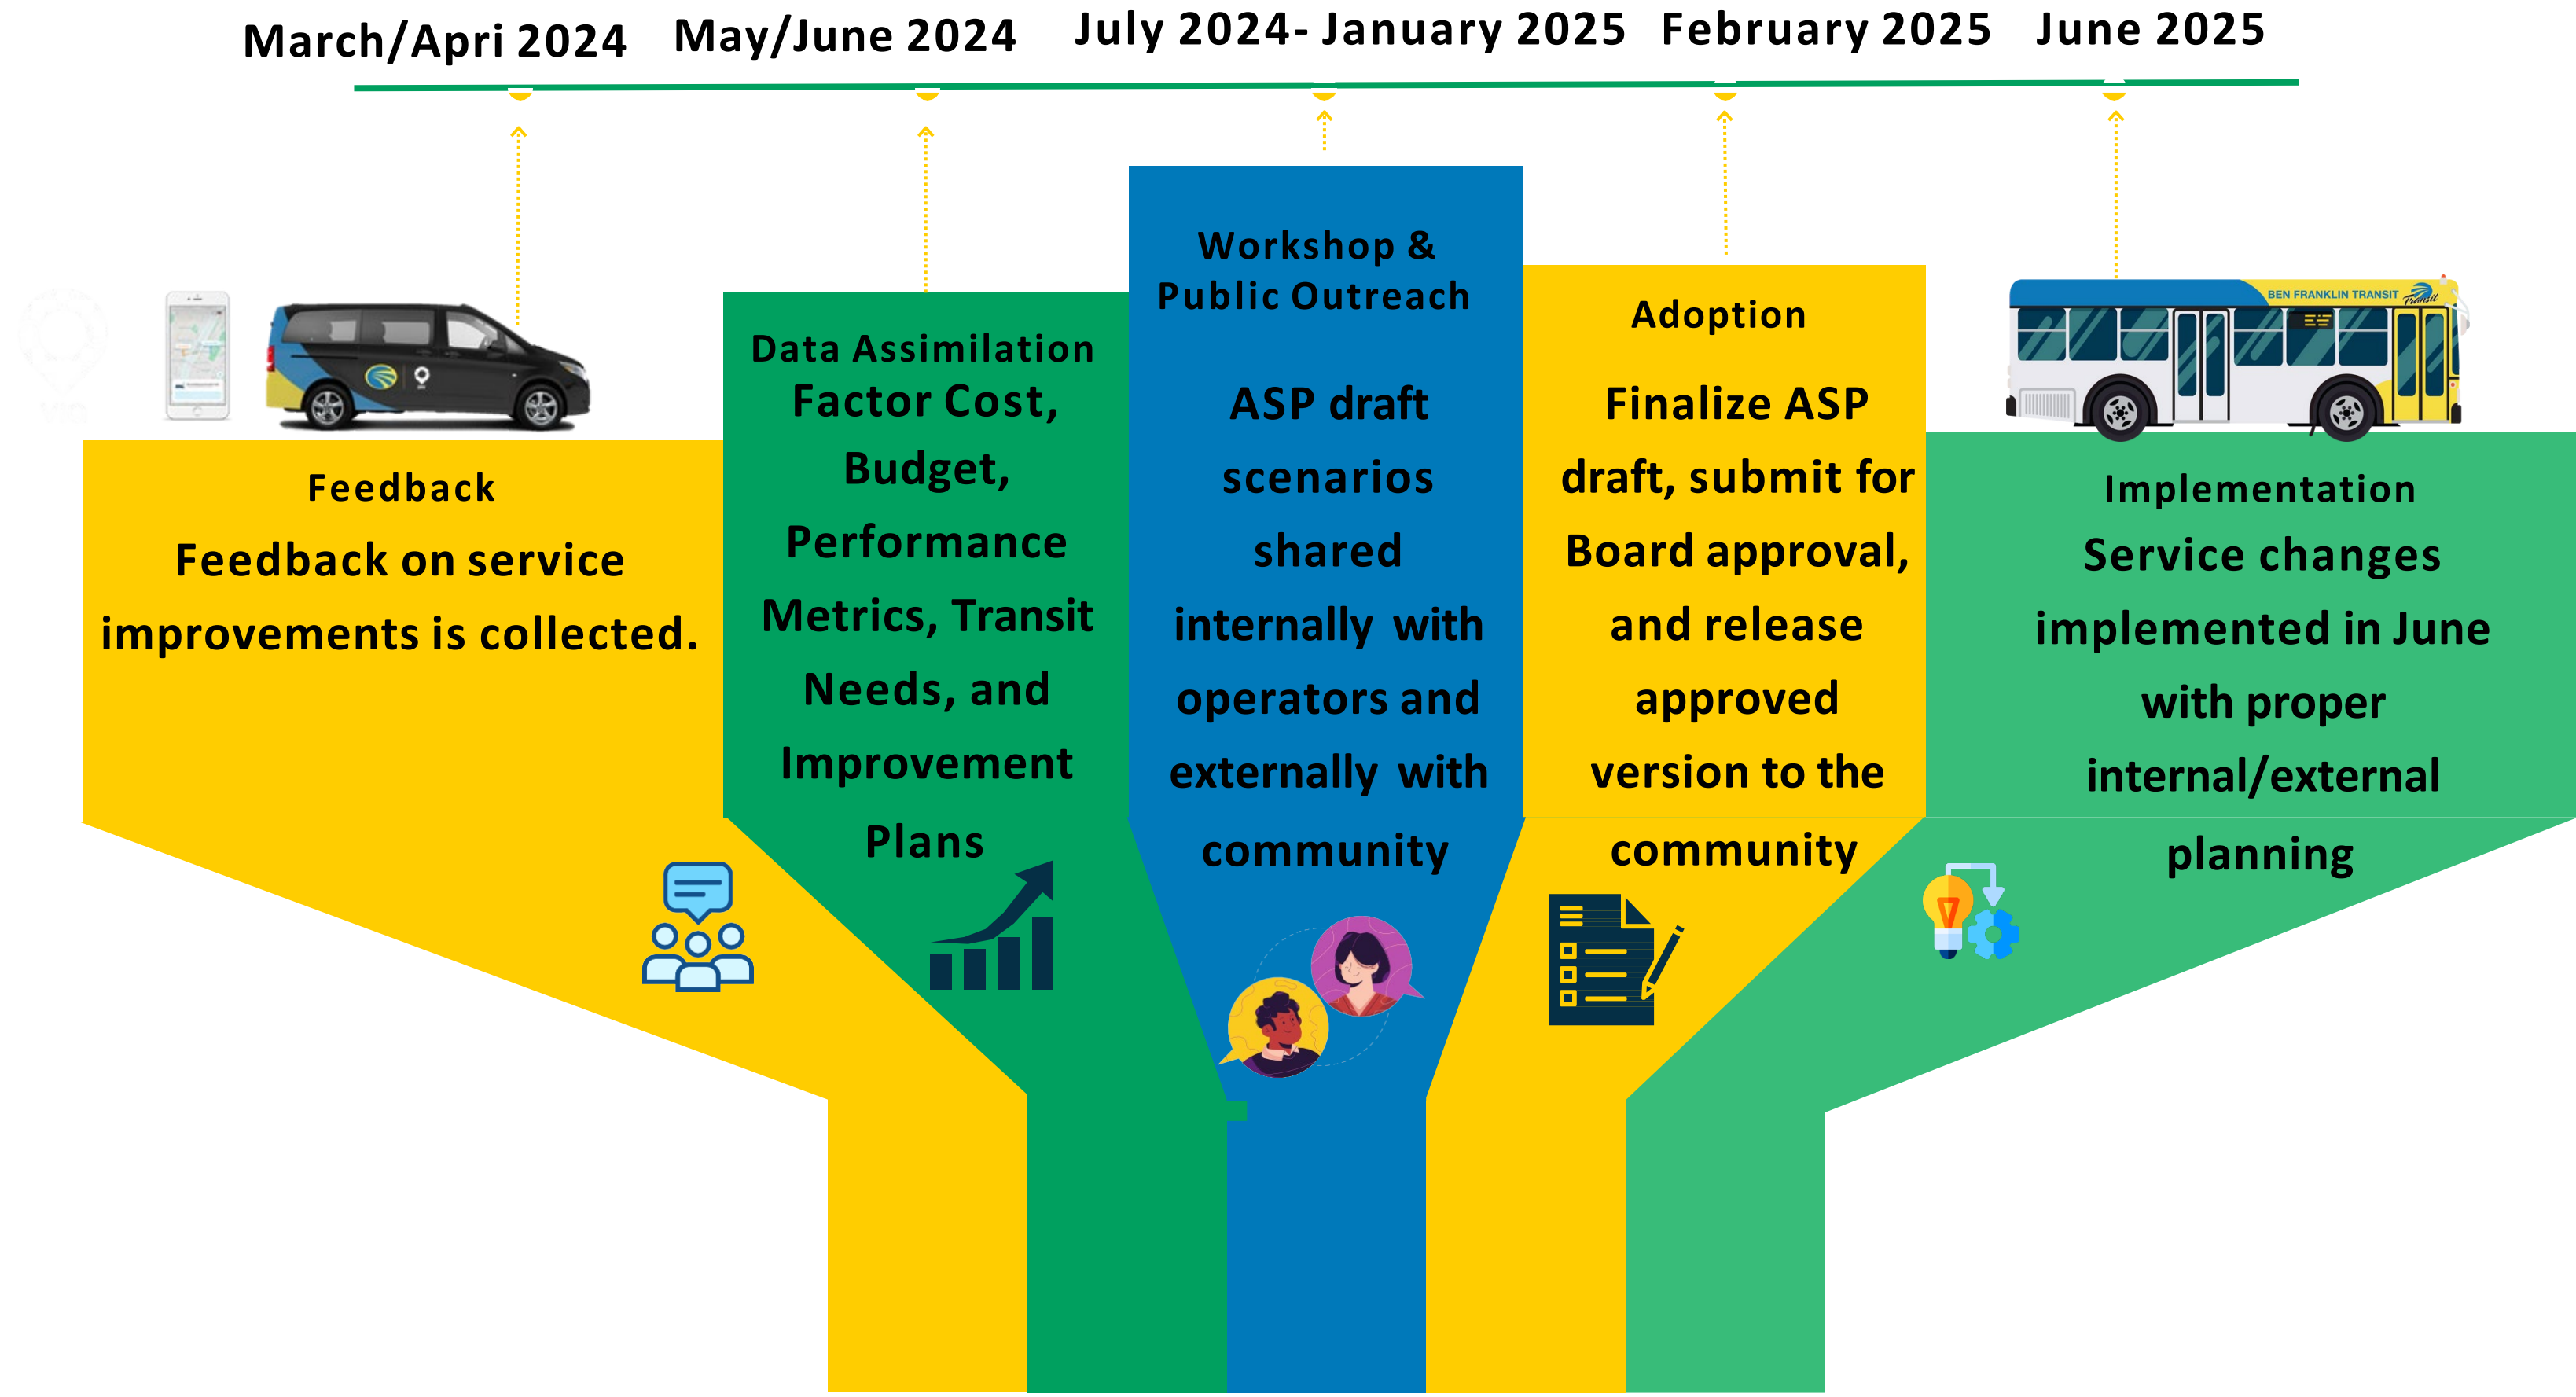 March/Apri 2024
May/June 2024
July 2024- January 2025
February 2025
June 2025
Feedback
Feedback on service
improvements is collected.
Data Assimilation
Factor Cost,
Budget,
Performance
Metrics, Transit
Needs, and
Improvement
Plans
Workshop &
Public Outreach
ASP draft
scenarios
shared
internally with
operators and
externally with
community
Adoption
Finalize ASP
draft, submit for
Board approval,
and release
approved
version to the
community
BEN FRANKLIN TRANSIT
Transit
Implementation
Service changes
implemented in June
with proper
internal/external
planning